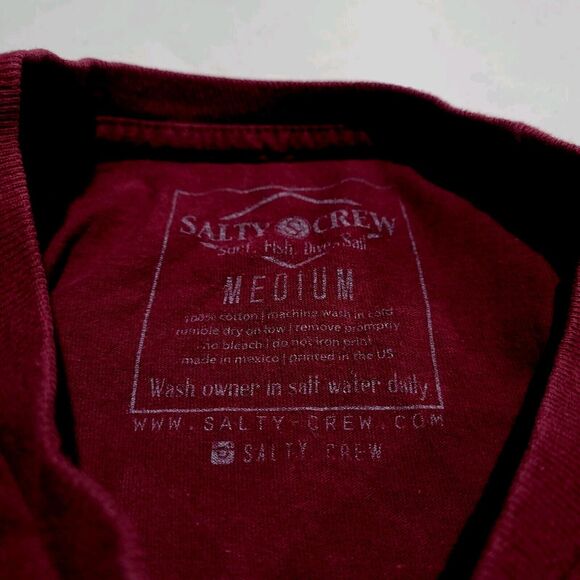 SALTY CREW
Surf, Fish, Dive, Sail
MEDIUM
100% cotton | machine wash in cold
tumble dry on low | remove promptly
no bleach | do not iron print
made in mexico | printed in the US
Wash owner in salt water daily
WWW.SALTY-CREW.COM
SALTY_CREW